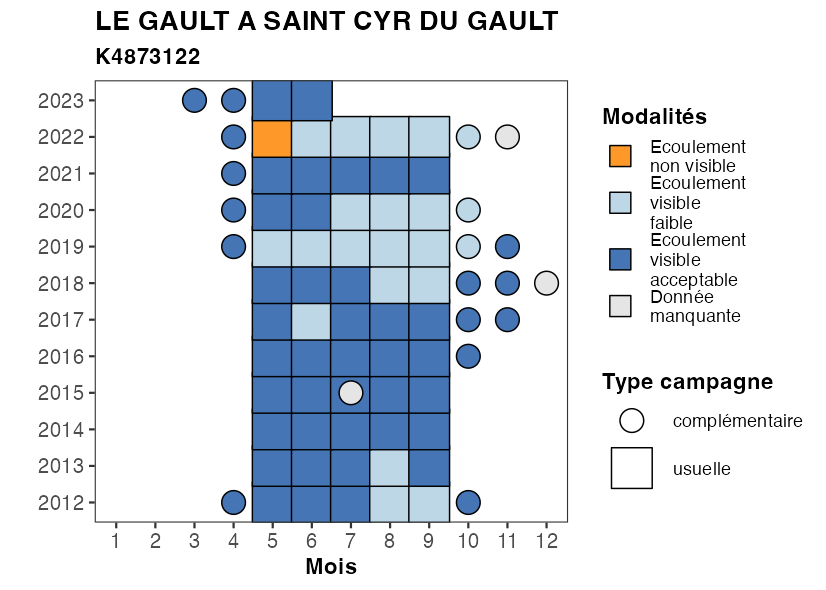 LE GAULT A SAINT CYR DU GAULT
K4873122
2023
2022
2021
2020
2019
2018
2017
2016
2015
2014
2013
2012
1 2 3 4 5 6 7 8 9 10 11 12
Mois
Modalités
Ecoulement
non visible
Ecoulement
visible
faible
Ecoulement
visible
acceptable
Donnée
manquante
Type campagne
complémentaire
usuelle